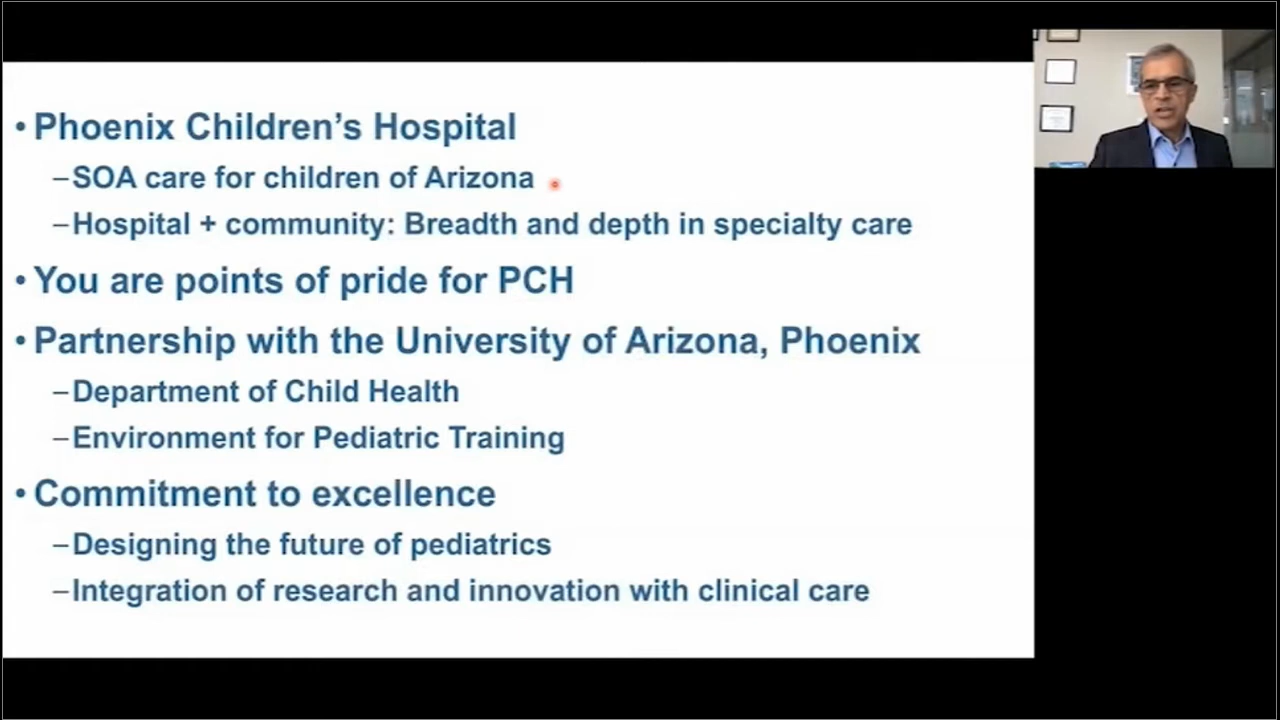 • Phoenix Children’s Hospital
–SOA care for children of Arizona
–Hospital + community: Breadth and depth in specialty care
• You are points of pride for PCH
• Partnership with the University of Arizona, Phoenix
–Department of Child Health
–Environment for Pediatric Training
• Commitment to excellence
–Designing the future of pediatrics
–Integration of research and innovation with clinical care